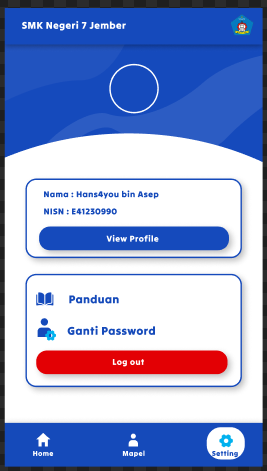 SMK Negeri 7 Jember
Nama : Hans4you bin Asep
NISN : E41230990
View Profile
Panduan
Ganti Password
Log out
Home
Mapel
Setting